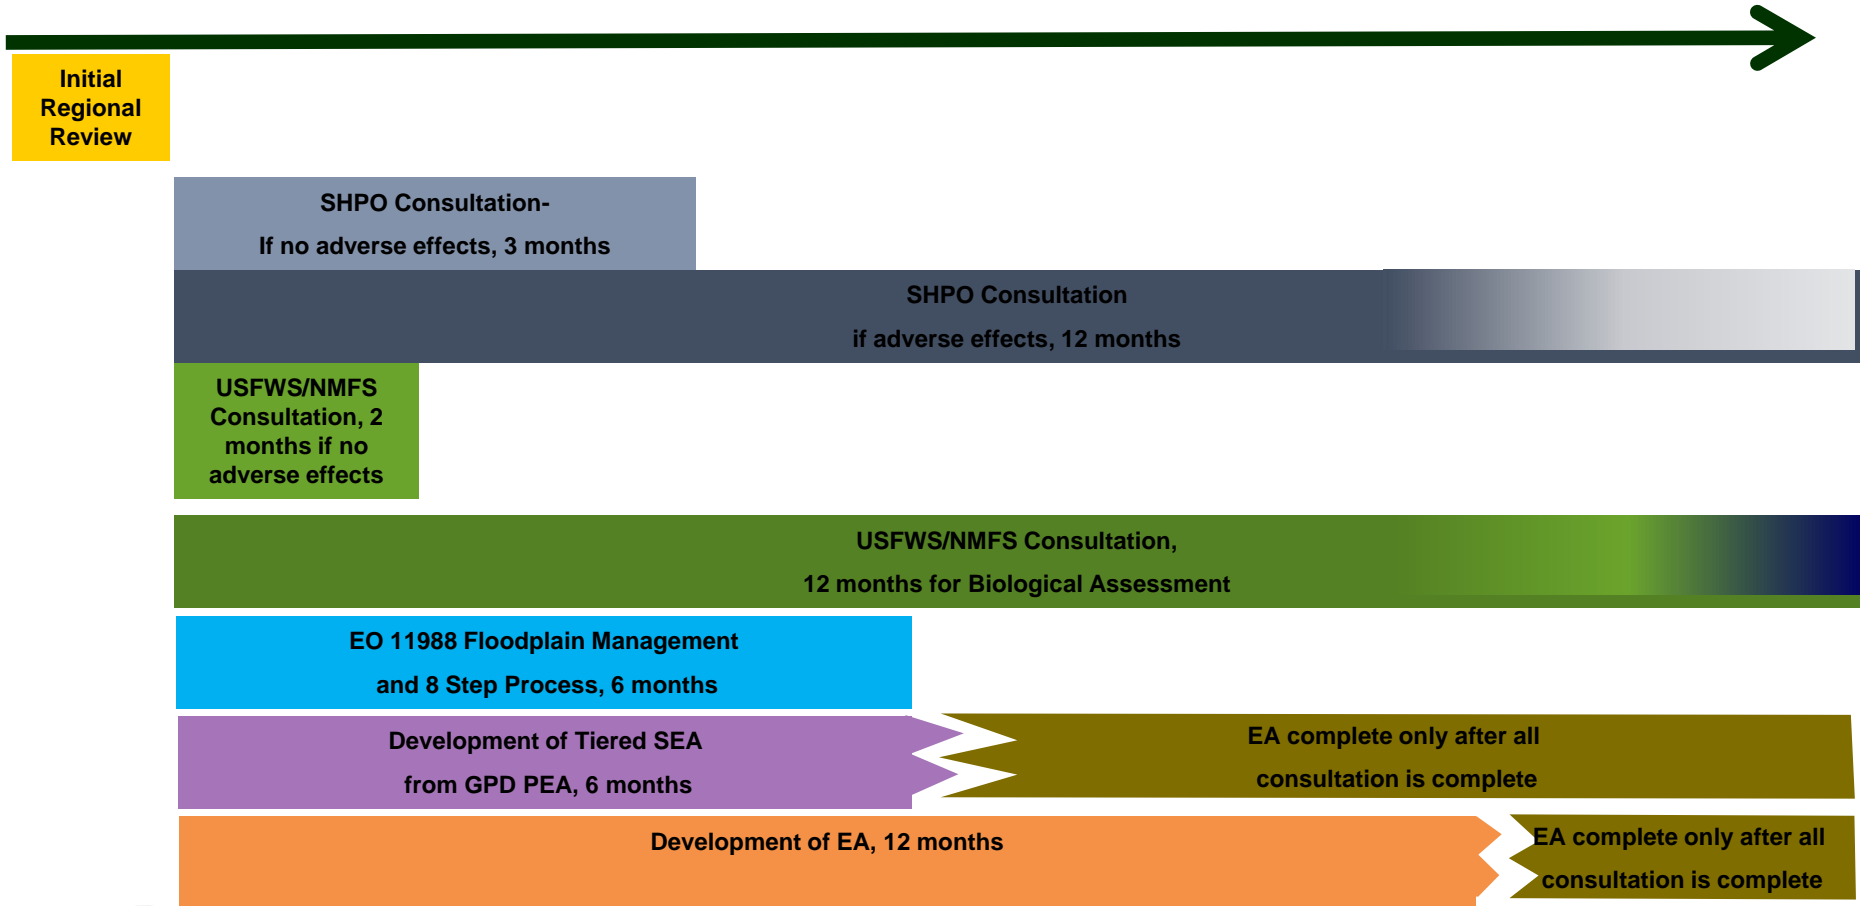 Initial
Regional
Review
SHPO Consultation-
If no adverse effects, 3 months
SHPO Consultation
if adverse effects, 12 months
USFWS/NMFS
Consultation, 2
months if no
adverse effects
USFWS/NMFS Consultation,
12 months for Biological Assessment
EO 11988 Floodplain Management
and 8 Step Process, 6 months
Development of Tiered SEA
from GPD PEA, 6 months
EA complete only after all
consultation is complete
Development of EA, 12 months
EA complete only after all
consultation is complete